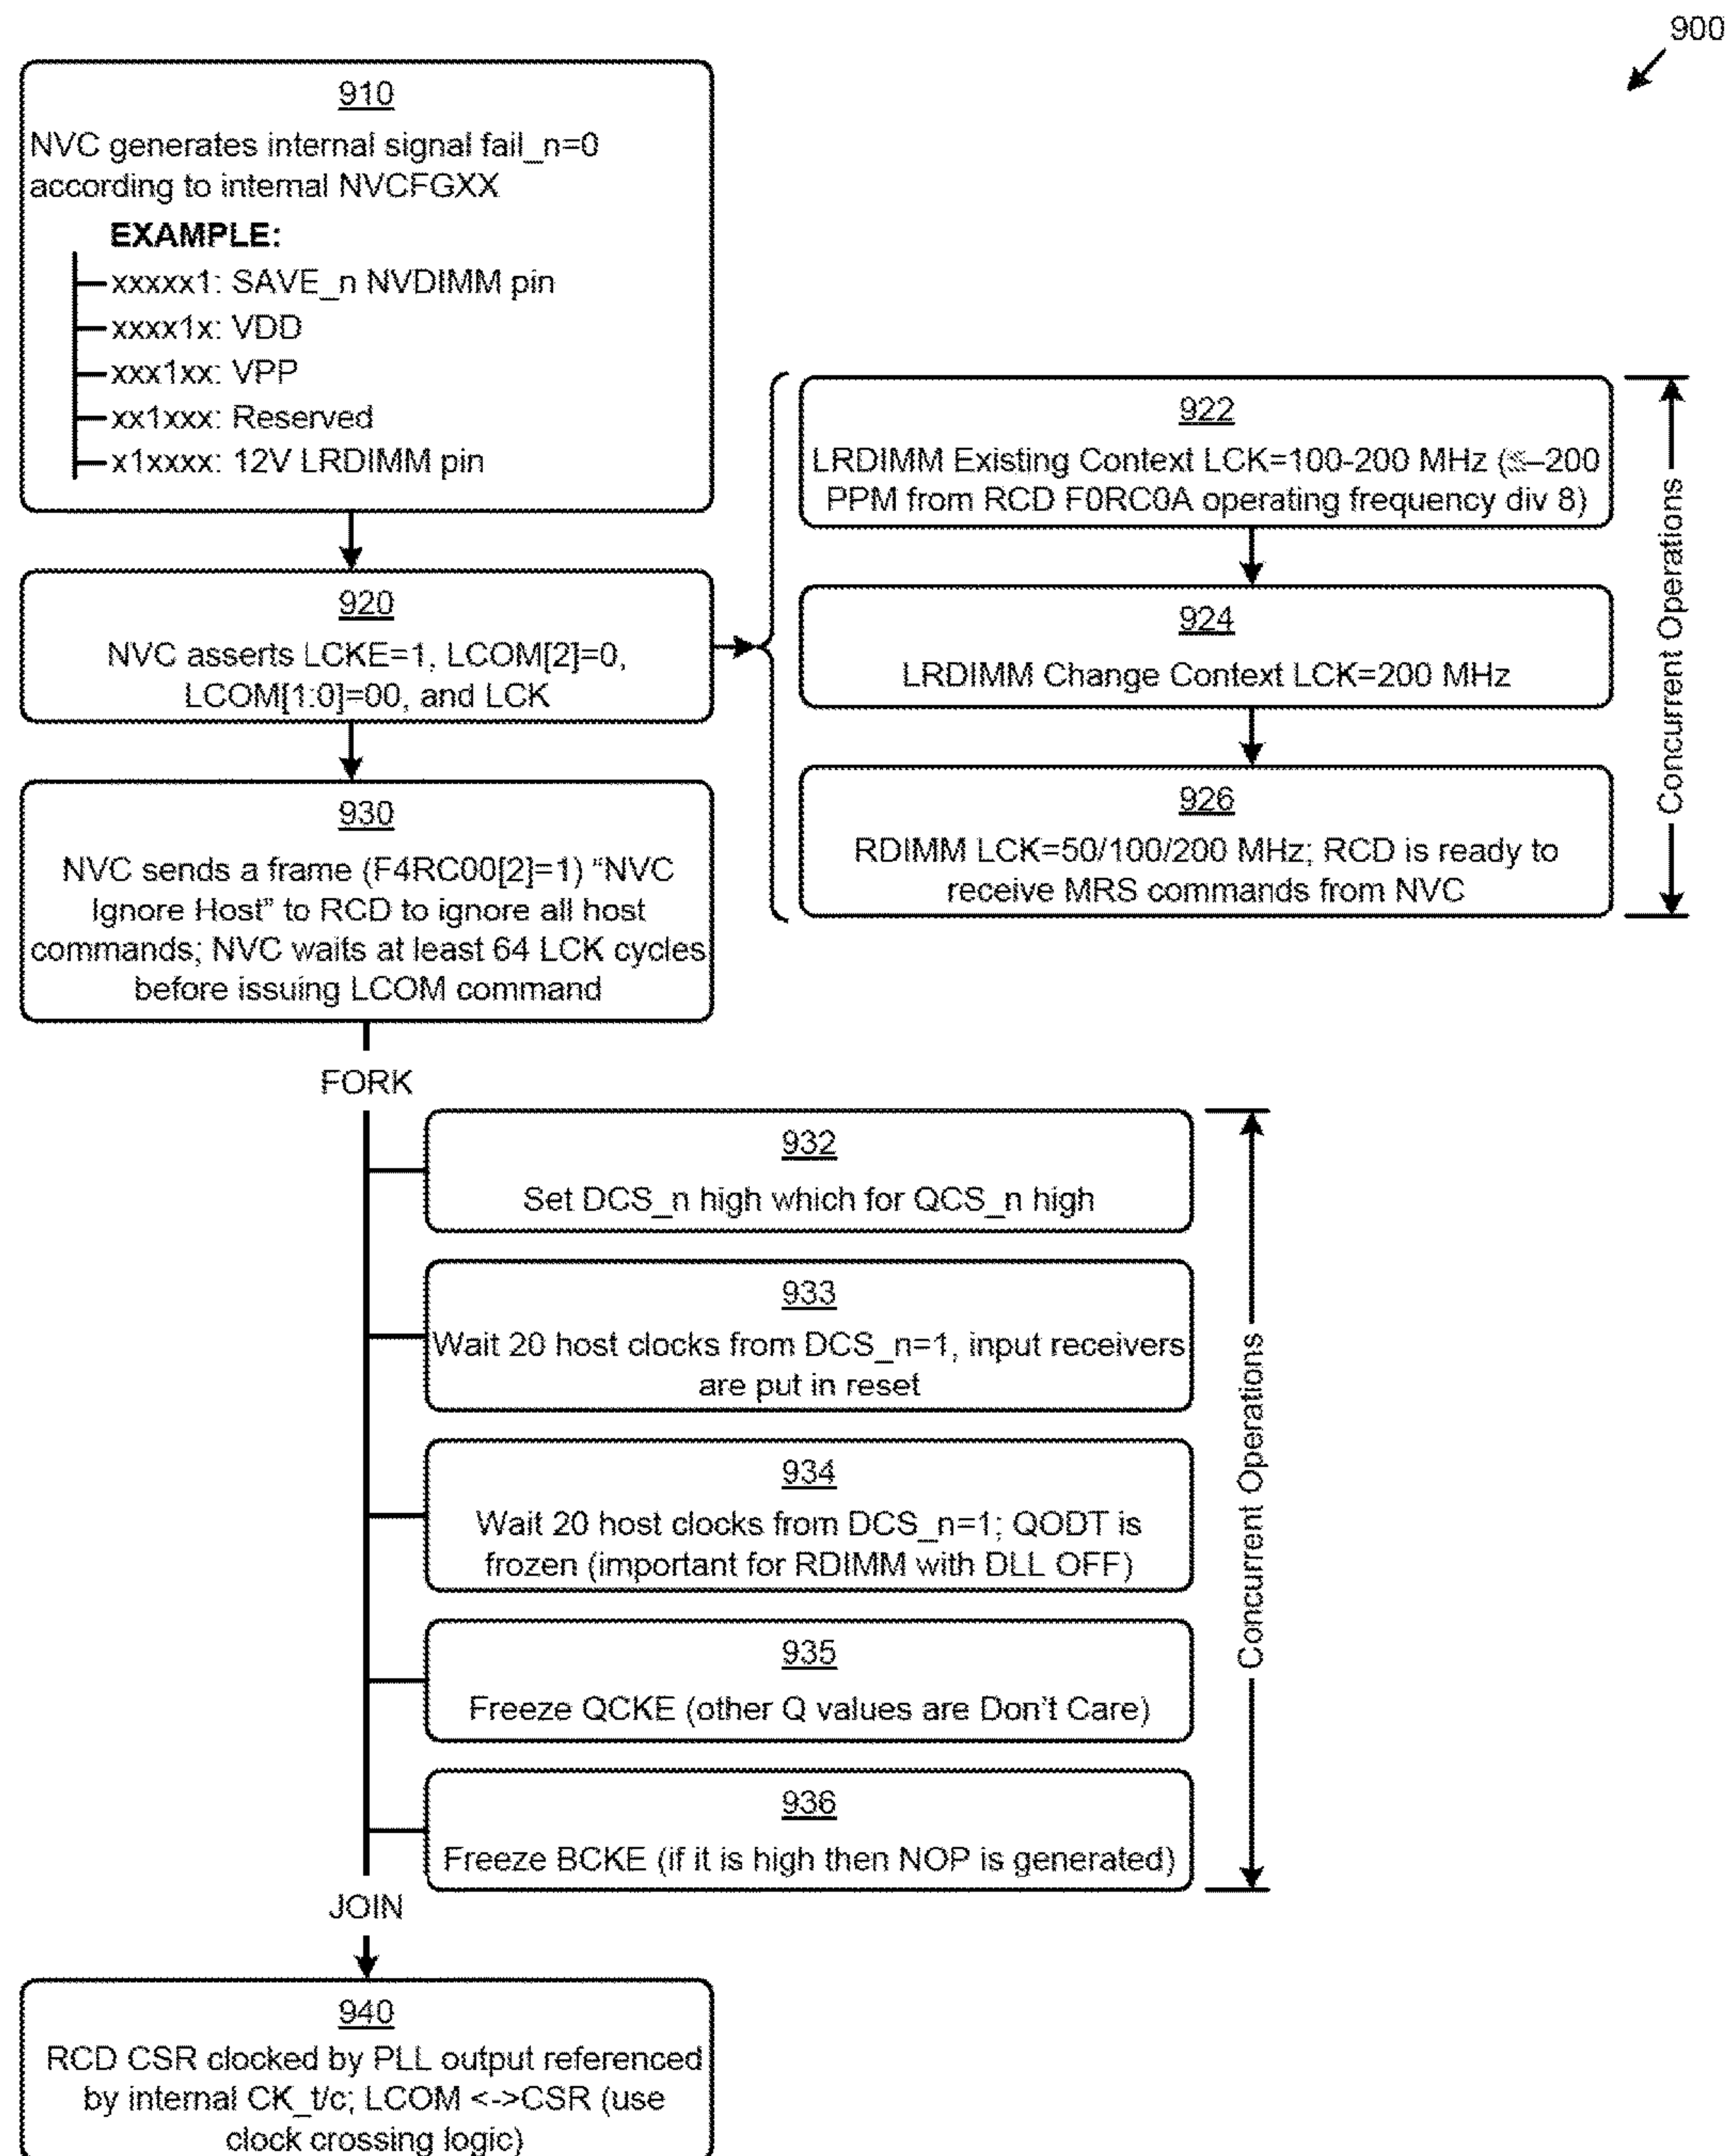 900
910
NVC generates internal signal fail_n=0
according to internal NVCFGXX
EXAMPLE:
xxxxx1: SAVE_n NVDIMM pin
xxxx1x: VDD
xxx1xx: VPP
xx1xxx: Reserved
x1xxxx: 12V LRDIMM pin
920
NVC asserts LCKE=1, LCOM[2]=0,
LCOM[1:0]=00, and LCK
922
LRDIMM Existing Context LCK=100-200 MHz (–200
PPM from RCD F0RC0A operating frequency div 8)
924
LRDIMM Change Context LCK=200 MHz
926
RDIMM LCK=50/100/200 MHz; RCD is ready to
receive MRS commands from NVC
Concurrent Operations
930
NVC sends a frame (F4RC00[2]=1) “NVC
Ignore Host” to RCD to ignore all host
commands; NVC waits at least 64 LCK cycles
before issuing LCOM command
FORK
932
Set DCS_n high which for QCS_n high
933
Wait 20 host clocks from DCS_n=1, input receivers
are put in reset
934
Wait 20 host clocks from DCS_n=1; QODT is
frozen (important for RDIMM with DLL OFF)
935
Freeze QCKE (other Q values are Don’t Care)
936
Freeze BCKE (if it is high then NOP is generated)
Concurrent Operations
JOIN
940
RCD CSR clocked by PLL output referenced
by internal CK_t/c; LCOM <->CSR (use
clock crossing logic)